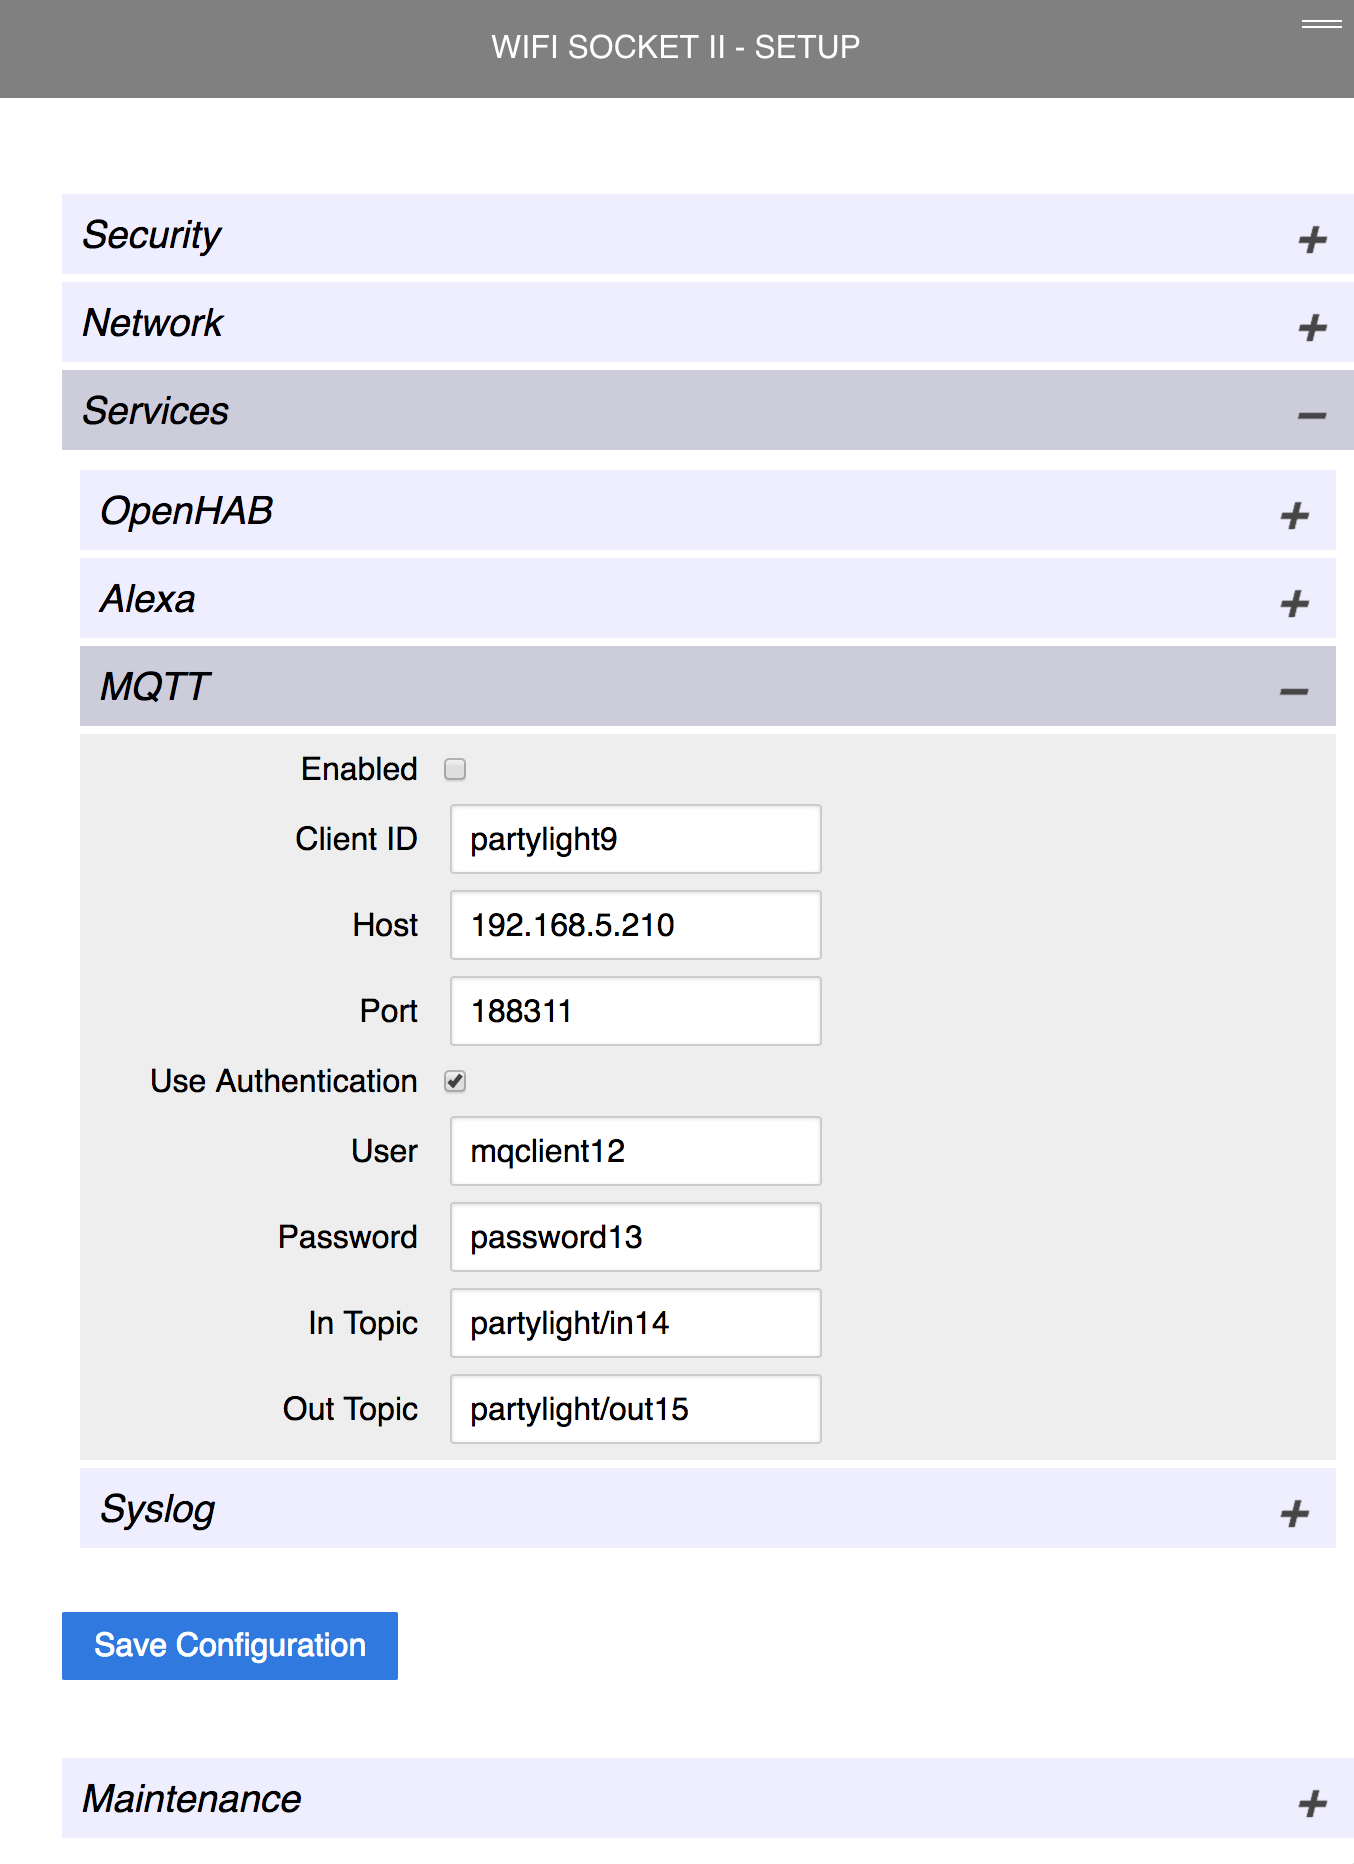 WIFI SOCKET II - SETUP
Security
Network
Services
OpenHAB
Alexa
MQTT
Enabled
Client ID partylight9
Host 192.168.5.210
Port 188311
Use Authentication
User mqclient12
Password password13
In Topic partylight/in14
Out Topic partylight/out15
Syslog
Save Configuration
Maintenance